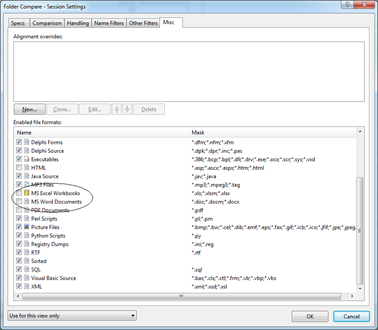 Folder Compare - Session Settings
Specs Comparison Handling Name Filters Other Filters Misc
Alignment overrides:
New... Clone... Edit... Delete
Enabled file formats:
Name Mask
Delphi Forms *.dfm;*.nfm;*.xfm
Delphi Source *.dpk;*.dpr;*.inc;*.pas
Executables *.386;*.bcp;*.bpl;*.dll;*.drv;*.exe;*.ocx;*.scr;*.sys;*.vxd
HTML *.asp;*.ascx;*.aspx;*.htm;*.html
Java Source *.jav;*.java
MP3 Files *.mp3;*.mpeg3;*.tag
MS Excel Workbooks *.xls;*.xlsm;*.xlsx
MS Word Documents *.doc;*.docm;*.docx
PDF Documents *.pdf
Perl Scripts *.pl;*.pm
Picture Files *.bmp;*.bvc;*.cel;*.dib;*.emf;*.eps;*.fac;*.gif;*.icb;*.icc;*.jfif;*.jpe;*.jpeg
Python Scripts *.py
Registry Dumps *.ini;*.reg
RTF *.rtf
Sorted
SQL *.sql
Visual Basic Source *.bas;*.cls;*.ctl;*.frm;*.vb;*.vbp;*.vbs
XML *.xml;*.xsd;*.xsl
Use for this view only OK Cancel